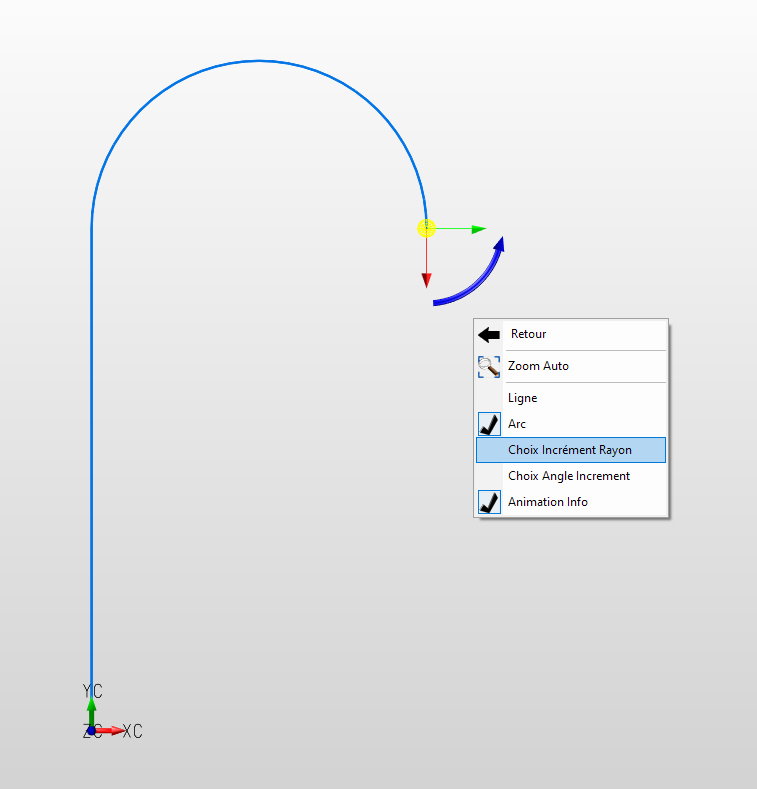 Retour
Zoom Auto
Ligne
Arc
Choix Incrément Rayon
Choix Angle Increment
Animation Info
YC
ZC XC